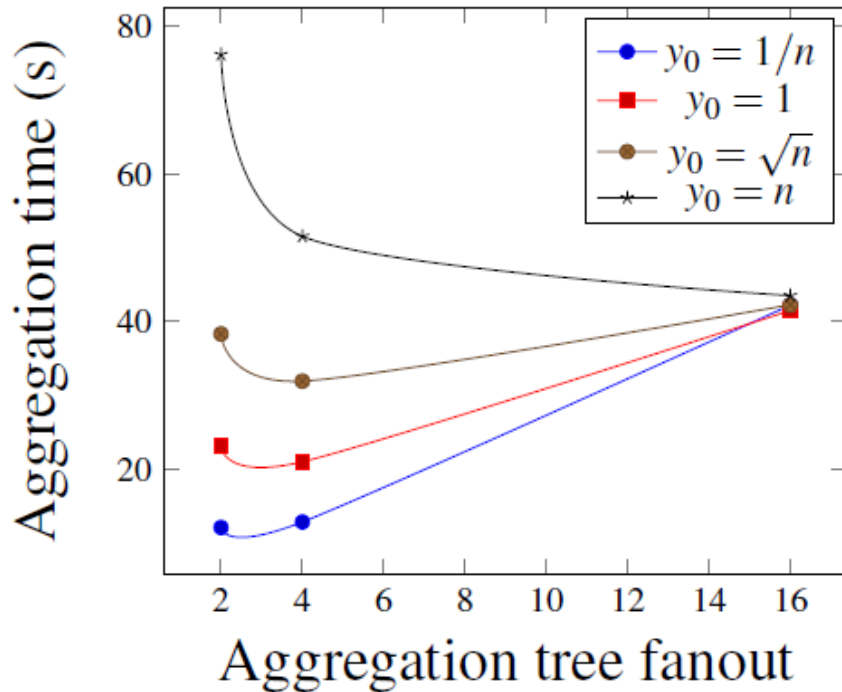 80
60
40
20
Aggregation time (s)
y₀ = 1/n
y₀ = 1
y₀ = √n
y₀ = n
2 4 6 8 10 12 14 16
Aggregation tree fanout